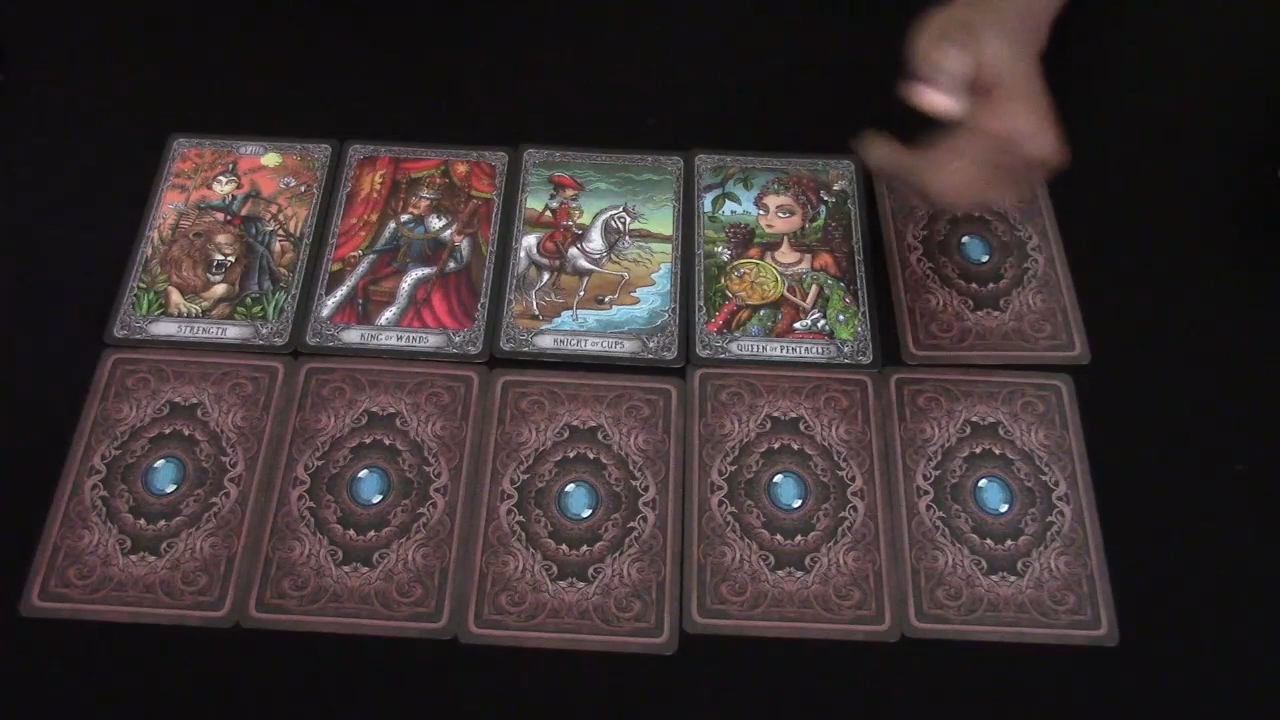 VIII
STRENGTH
KING OF WANDS
KNIGHT OF CUPS
QUEEN OF PENTACLES